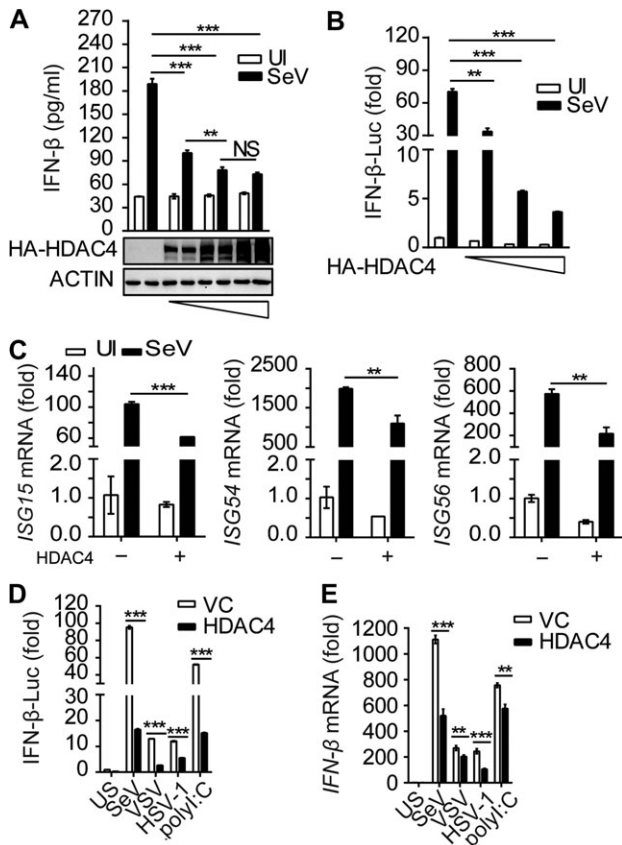 A
IFN-β (pg/ml)
270
240
210
180
150
120
90
60
30
***
***
***
**
NS
UI
SeV
HA-HDAC4
ACTIN
B
IFN-β-Luc (fold)
90
60
30
5
0
***
***
**
UI
SeV
HA-HDAC4
C
UI SeV
ISG15 mRNA (fold)
140
100
60
2.0
1.0
0.0
***
HDAC4 – +
ISG54 mRNA (fold)
2500
1500
500
2.0
1.0
0.0
**
– +
ISG56 mRNA (fold)
800
600
400
200
2.0
1.0
0.0
**
– +
D
IFN-β-Luc (fold)
120
100
80
60
40
20
10
0
***
***
***
***
VC
HDAC4
US
SeV
VSV
HSV-1
polyI:C
E
IFN-β mRNA (fold)
1200
1000
800
600
400
200
0
***
**
***
**
VC
HDAC4
US
SeV
VSV
HSV-1
polyI:C